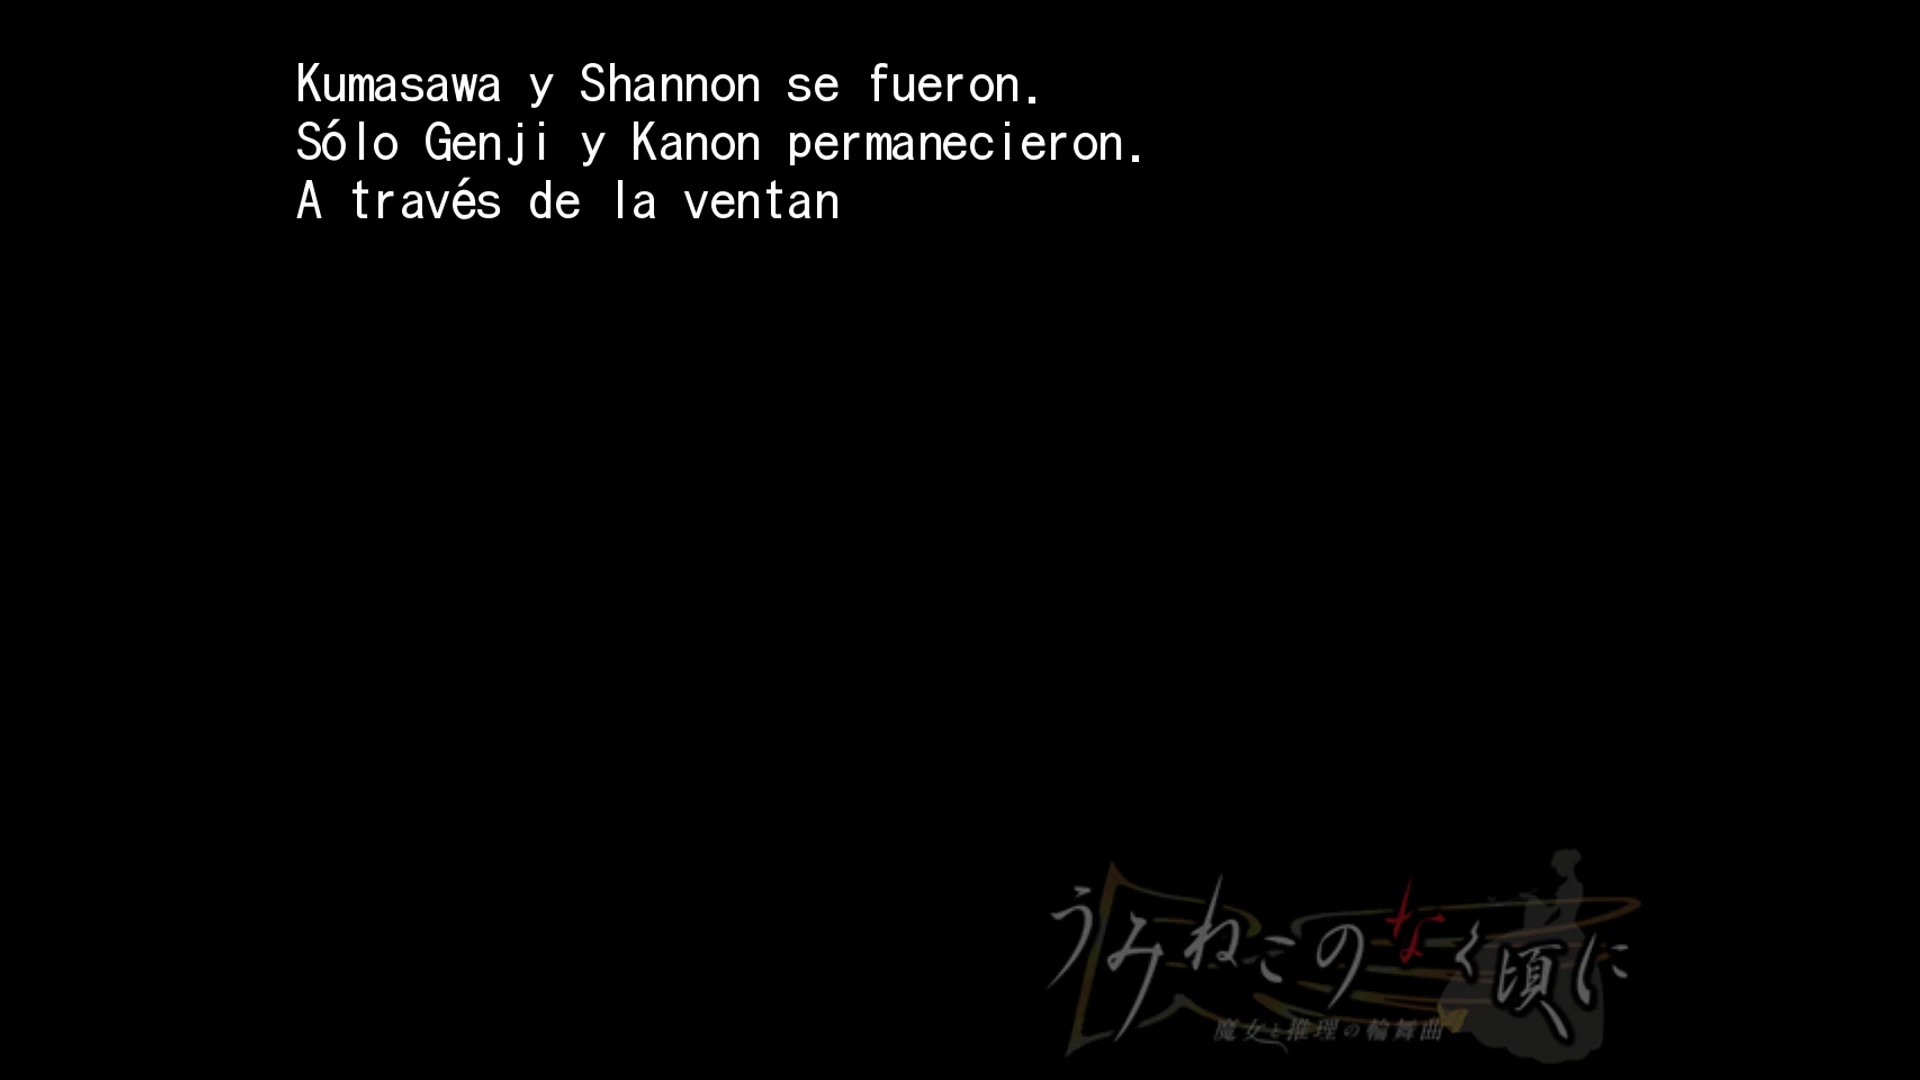 Kumasawa y Shannon se fueron.
Sólo Genji y Kanon permanecieron.
A través de la ventan
うみねこのなく頃に
魔女と推理の輪舞曲